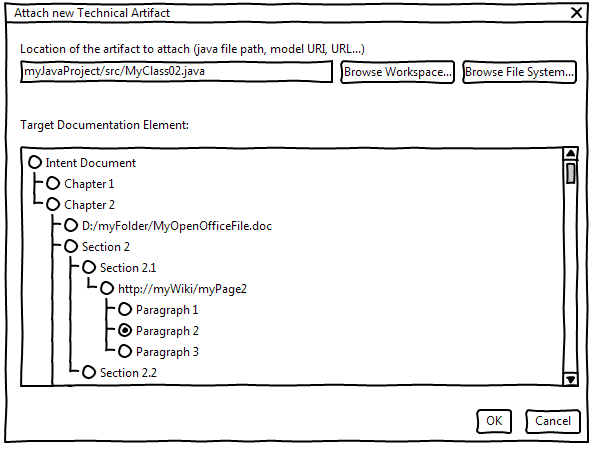 Attach new Technical Artifact
Location of the artifact to attach (java file path, model URI, URL...)
myJavaProject/src/MyClass02.java
Browse Workspace...
Browse File System...
Target Documentation Element:
Intent Document
Chapter 1
Chapter 2
D:/myFolder/MyOpenOfficeFile.doc
Section 2
Section 2.1
http://myWiki/myPage2
Paragraph 1
Paragraph 2
Paragraph 3
Section 2.2
OK
Cancel